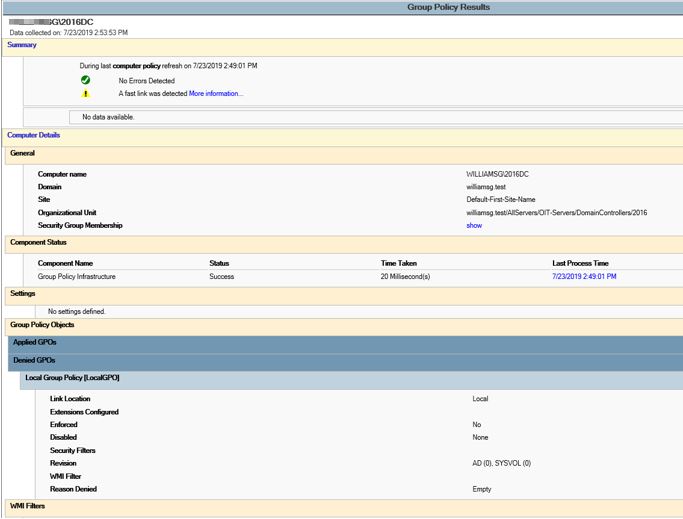 Group Policy Results
SG\2016DC
Data collected on: 7/23/2019 2:53:53 PM
Summary
During last computer policy refresh on 7/23/2019 2:49:01 PM
No Errors Detected
A fast link was detected More information...
No data available.
Computer Details
General
Computer name WILLIAMSG\2016DC
Domain williamsg.test
Site Default-First-Site-Name
Organizational Unit williamsg.test/AllServers/OIT-Servers/DomainControllers/2016
Security Group Membership show
Component Status
Component Name Status Time Taken Last Process Time
Group Policy Infrastructure Success 20 Millisecond(s) 7/23/2019 2:49:01 PM
Settings
No settings defined.
Group Policy Objects
Applied GPOs
Denied GPOs
Local Group Policy [LocalGPO]
Link Location Local
Extensions Configured
Enforced No
Disabled None
Security Filters
Revision AD (0), SYSVOL (0)
WMI Filter
Reason Denied Empty
WMI Filters